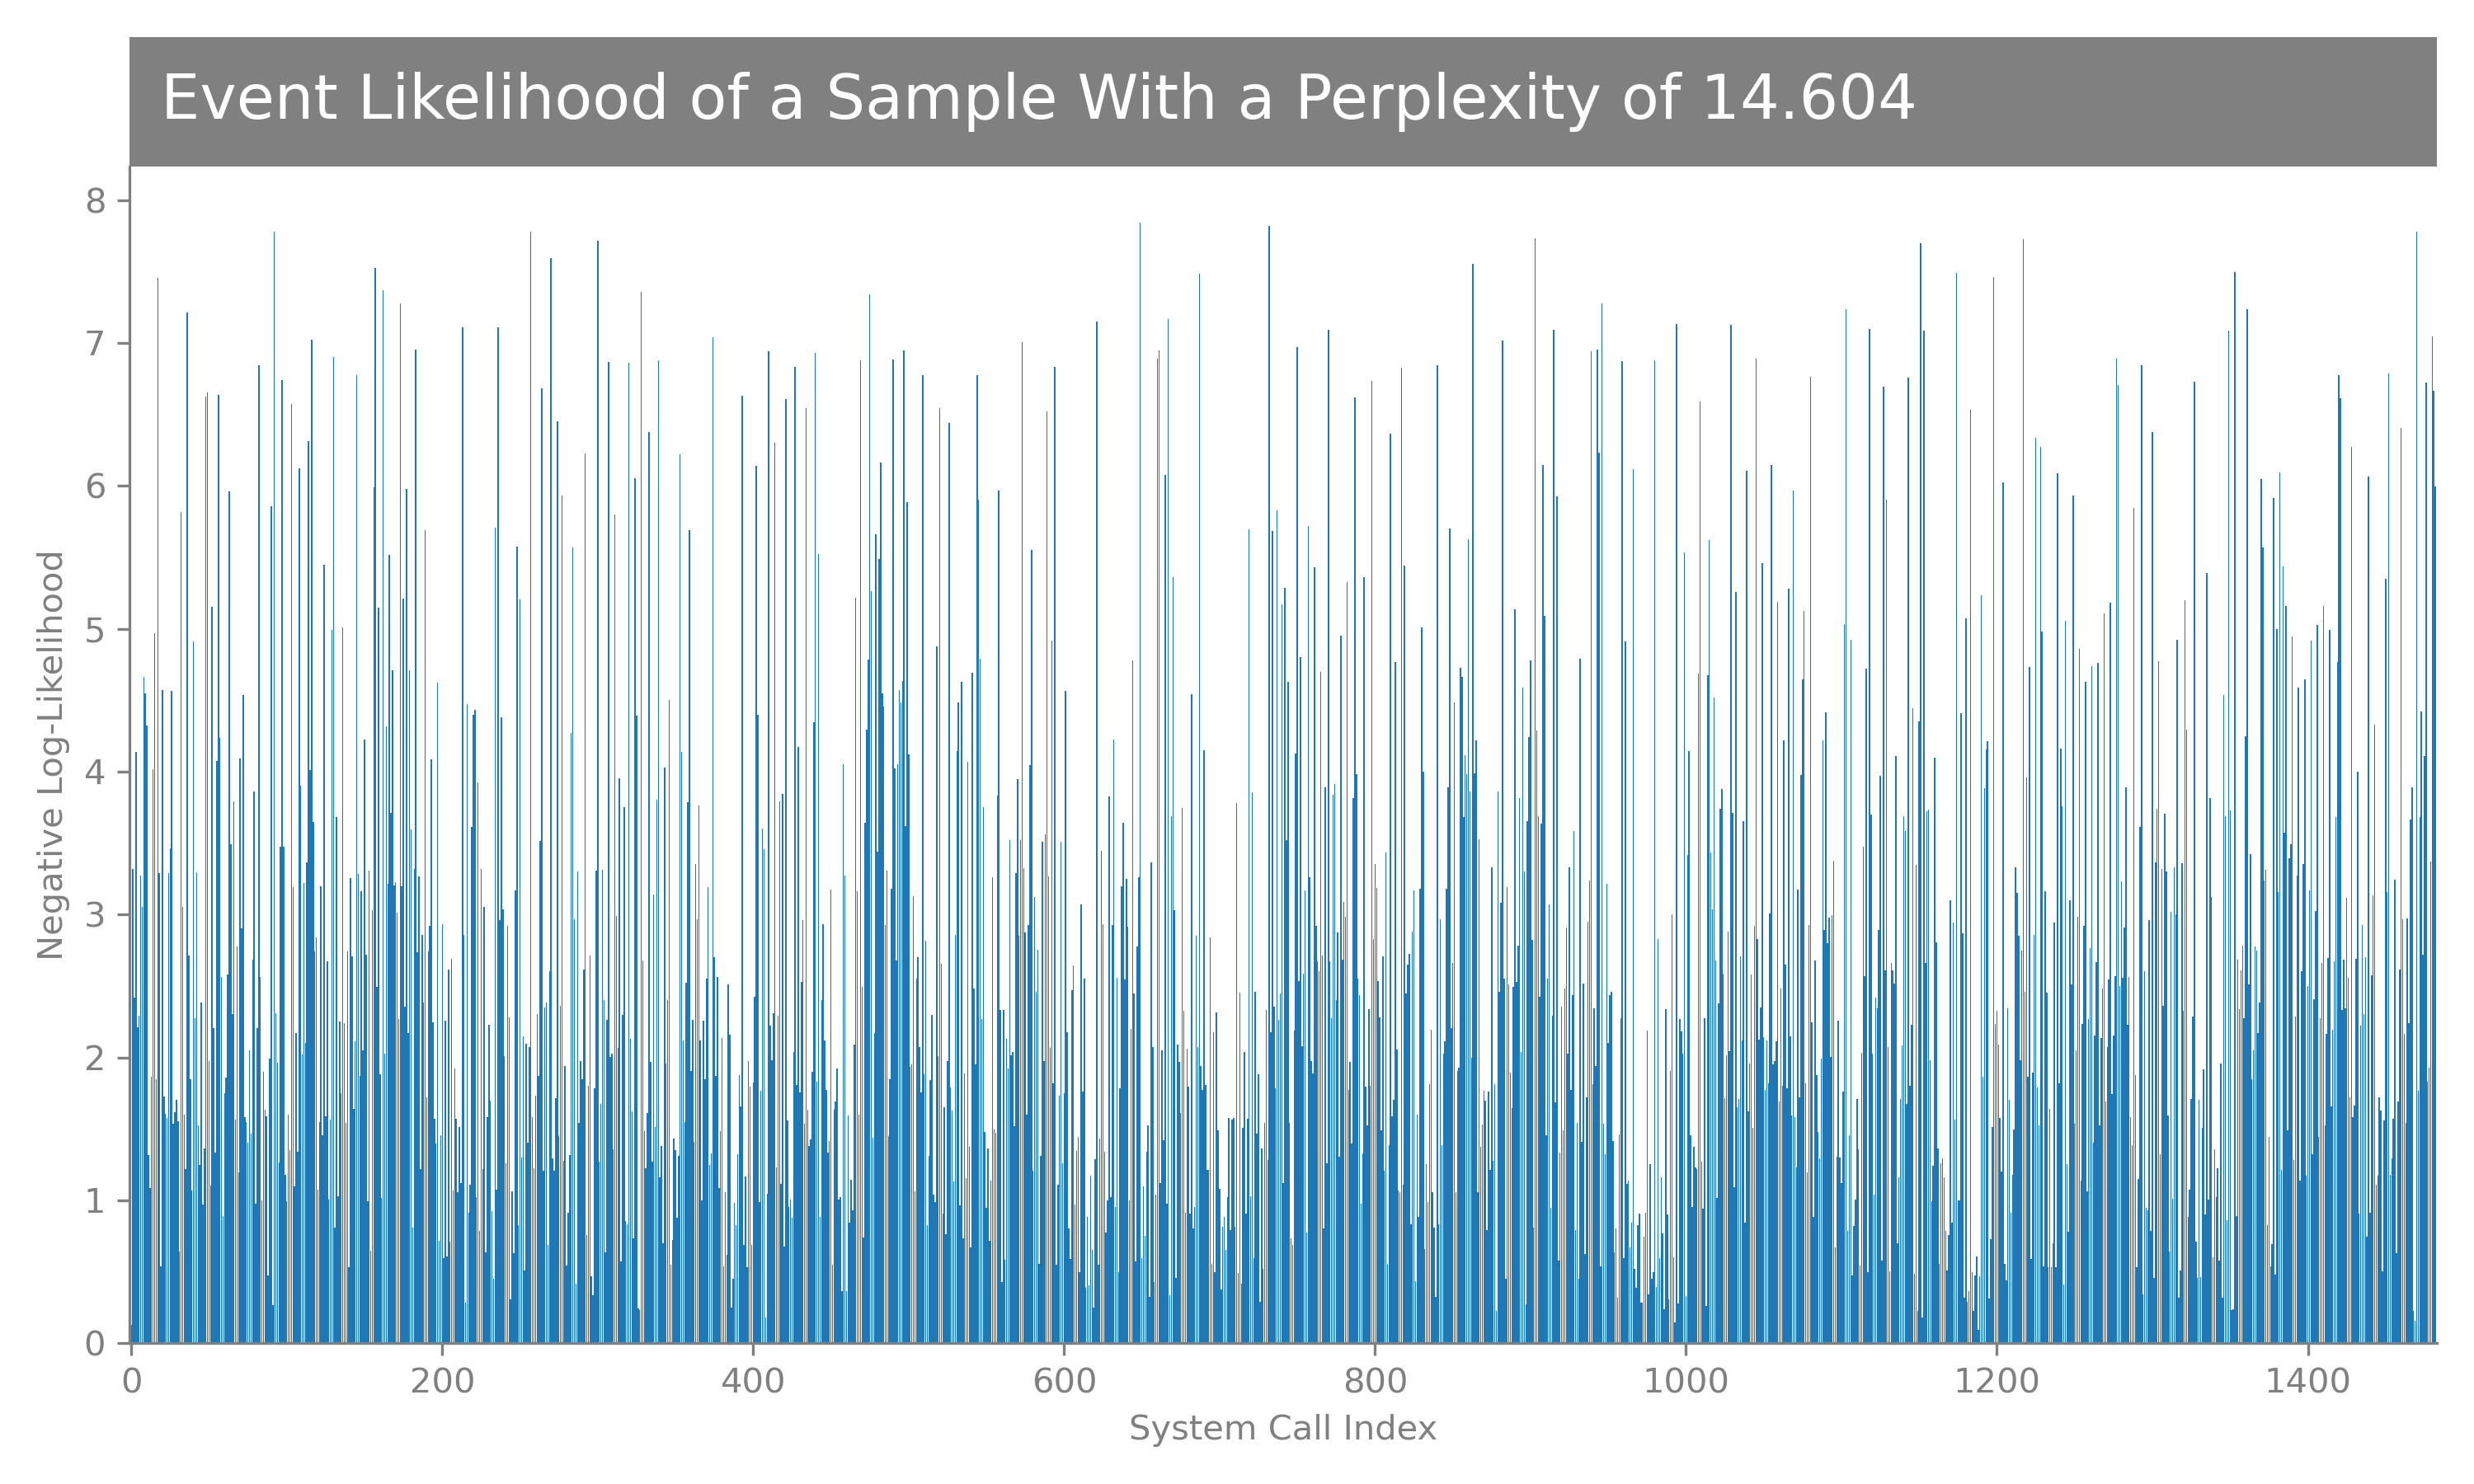 Event Likelihood of a Sample With a Perplexity of 14.604
8
7
6
5
4
3
2
1
0
Negative Log-Likelihood
0 200 400 600 800 1000 1200 1400
System Call Index